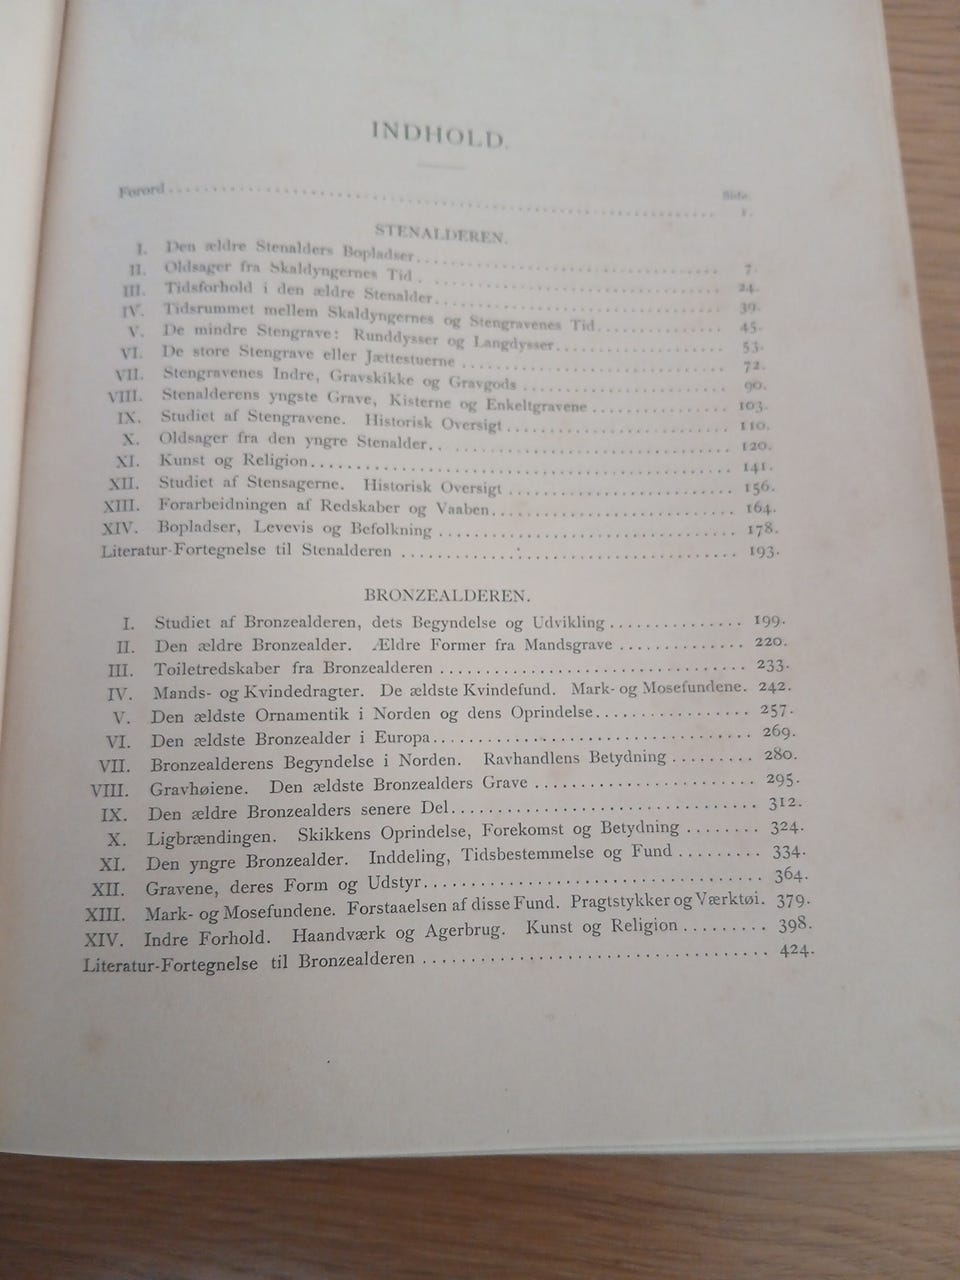 INDHOLD.
Side.
Forord ........ 1.
STENALDEREN.
I. Den ældre Stenalders Bopladser ........ 7.
II. Oldsager fra Skaldyngernes Tid ........ 24.
III. Tidsforhold i den ældre Stenalder ........ 39.
IV. Tidsrummet mellem Skaldyngernes og Stengravenes Tid ........ 45.
V. De mindre Stengrave: Runddysser og Langdysser ........ 53.
VI. De store Stengrave eller Jættestuerne ........ 72.
VII. Stengravenes Indre, Gravskikke og Gravgods ........ 90.
VIII. Stenalderens yngste Grave, Kisterne og Enkeltgravene ........ 103.
IX. Studiet af Stengravene. Historisk Oversigt ........ 110.
X. Oldsager fra den yngre Stenalder ........ 120.
XI. Kunst og Religion ........ 141.
XII. Studiet af Stensagerne. Historisk Oversigt ........ 156.
XIII. Forarbeidningen af Redskaber og Vaaben ........ 164.
XIV. Bopladser, Levevis og Befolkning ........ 178.
Literatur-Fortegnelse til Stenalderen ........ 193.
BRONZEALDEREN.
I. Studiet af Bronzealderen, dets Begyndelse og Udvikling ........ 199.
II. Den ældre Bronzealder. Ældre Former fra Mandsgrave ........ 220.
III. Toiletredskaber fra Bronzealderen ........ 233.
IV. Mands- og Kvindedragter. De ældste Kvindefund. Mark- og Mosefundene. 242.
V. Den ældste Ornamentik i Norden og dens Oprindelse ........ 257.
VI. Den ældste Bronzealder i Europa ........ 269.
VII. Bronzealderens Begyndelse i Norden. Ravhandlens Betydning ........ 280.
VIII. Gravhøiene. Den ældste Bronzealders Grave ........ 295.
IX. Den ældre Bronzealders senere Del ........ 312.
X. Ligbrændingen. Skikkens Oprindelse, Forekomst og Betydning ........ 324.
XI. Den yngre Bronzealder. Inddeling, Tidsbestemmelse og Fund ........ 334.
XII. Gravene, deres Form og Udstyr ........ 364.
XIII. Mark- og Mosefundene. Forstaaelsen af disse Fund. Pragtstykker og Værktøi. 379.
XIV. Indre Forhold. Haandværk og Agerbrug. Kunst og Religion ........ 398.
Literatur-Fortegnelse til Bronzealderen ........ 424.